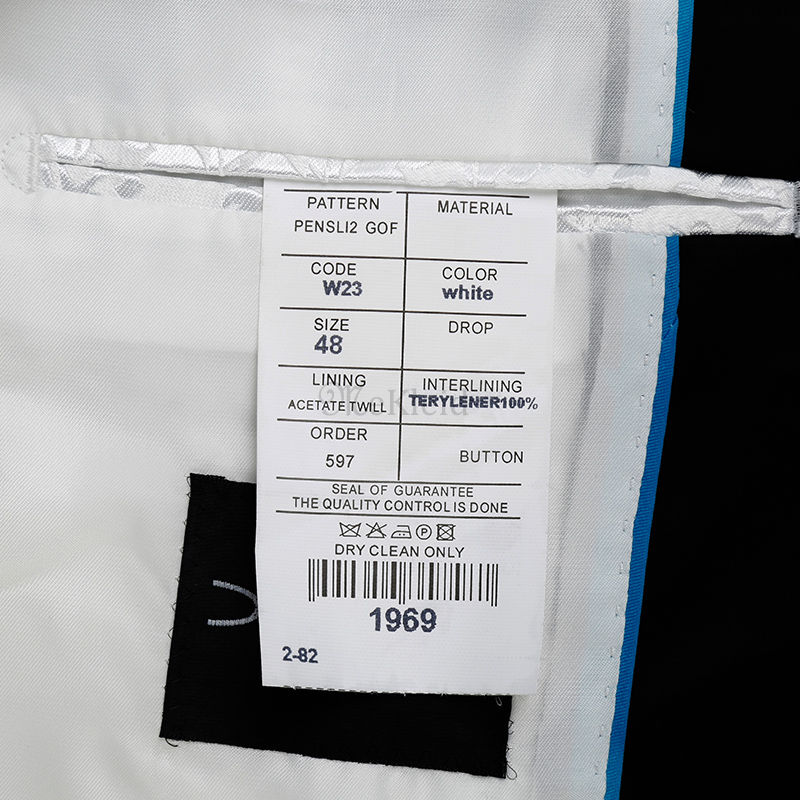 PATTERN MATERIAL
PENSLI2 GOF
CODE COLOR
W23 white
SIZE DROP
48
LINING INTERLINING
ACETATE TWILL TERYLENER100%
ORDER
597 BUTTON
SEAL OF GUARANTEE
THE QUALITY CONTROL IS DONE
P
DRY CLEAN ONLY
1969
2-82